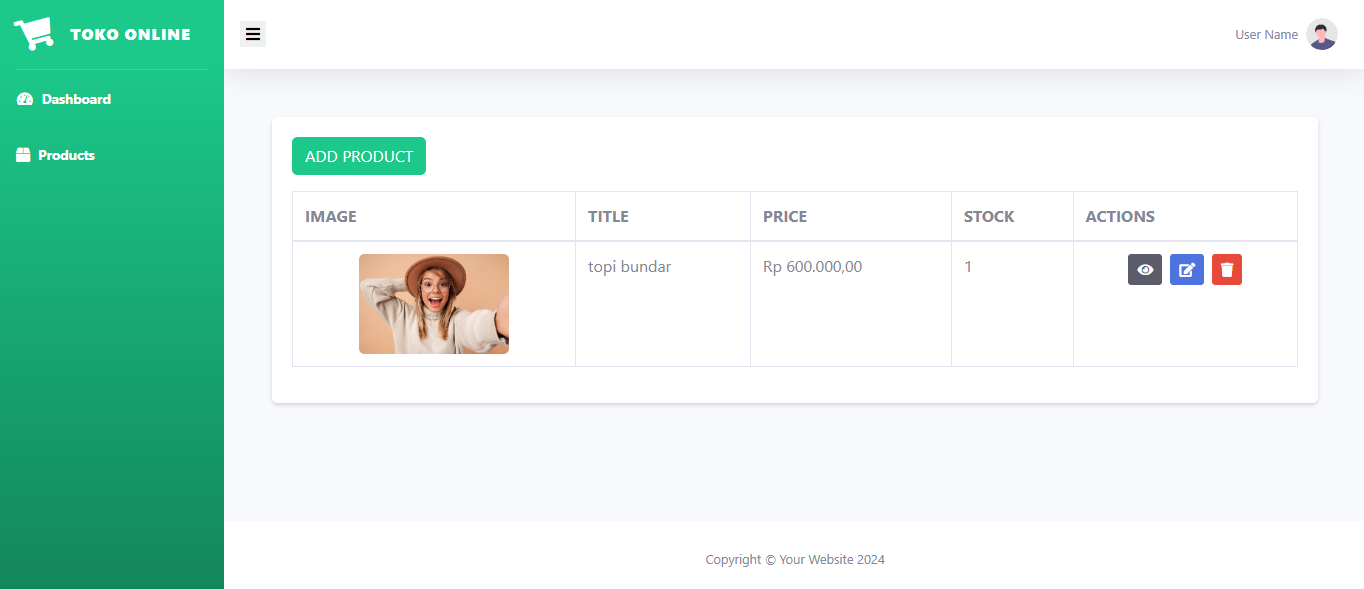 TOKO ONLINE
User Name
Dashboard
Products
ADD PRODUCT
IMAGE TITLE PRICE STOCK ACTIONS
topi bundar Rp 600.000,00 1
Copyright © Your Website 2024